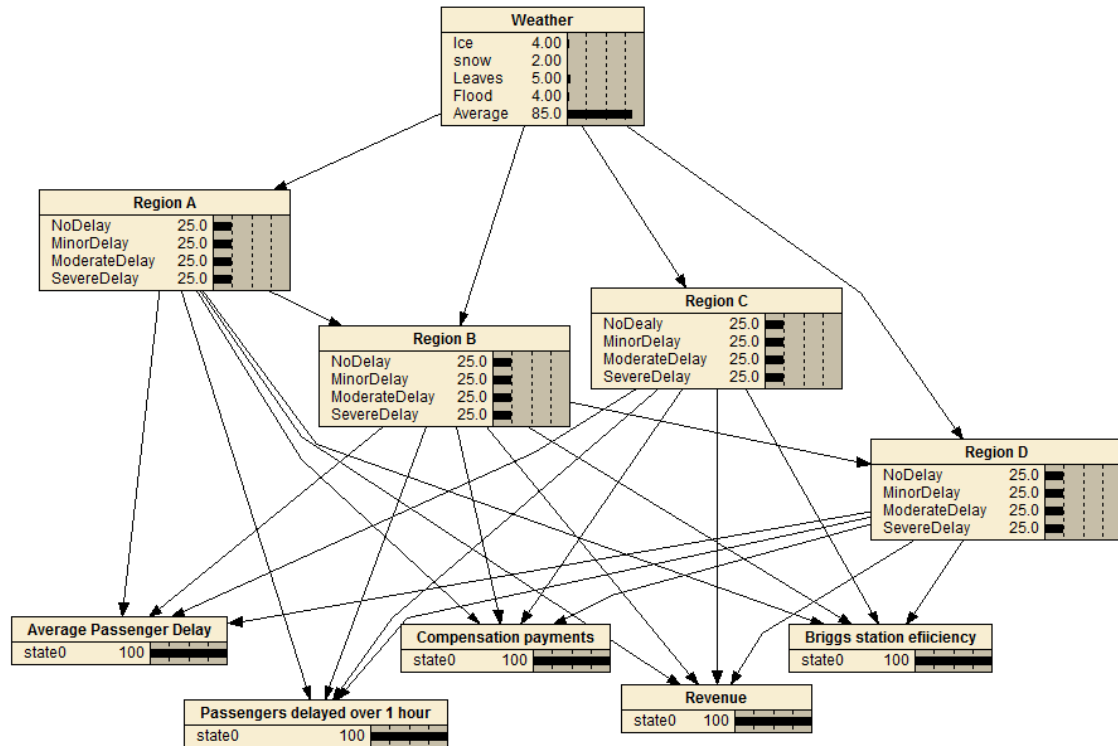 Weather
Ice 4.00
snow 2.00
Leaves 5.00
Flood 4.00
Average 85.0
Region A
NoDelay 25.0
MinorDelay 25.0
ModerateDelay 25.0
SevereDelay 25.0
Region C
NoDealy 25.0
MinorDelay 25.0
ModerateDelay 25.0
SevereDelay 25.0
Region B
NoDelay 25.0
MinorDelay 25.0
ModerateDelay 25.0
SevereDelay 25.0
Region D
NoDelay 25.0
MinorDelay 25.0
ModerateDelay 25.0
SevereDelay 25.0
Average Passenger Delay
state0 100
Compensation payments
state0 100
Briggs station efiiciency
state0 100
Revenue
state0 100
Passengers delayed over 1 hour
state0 100